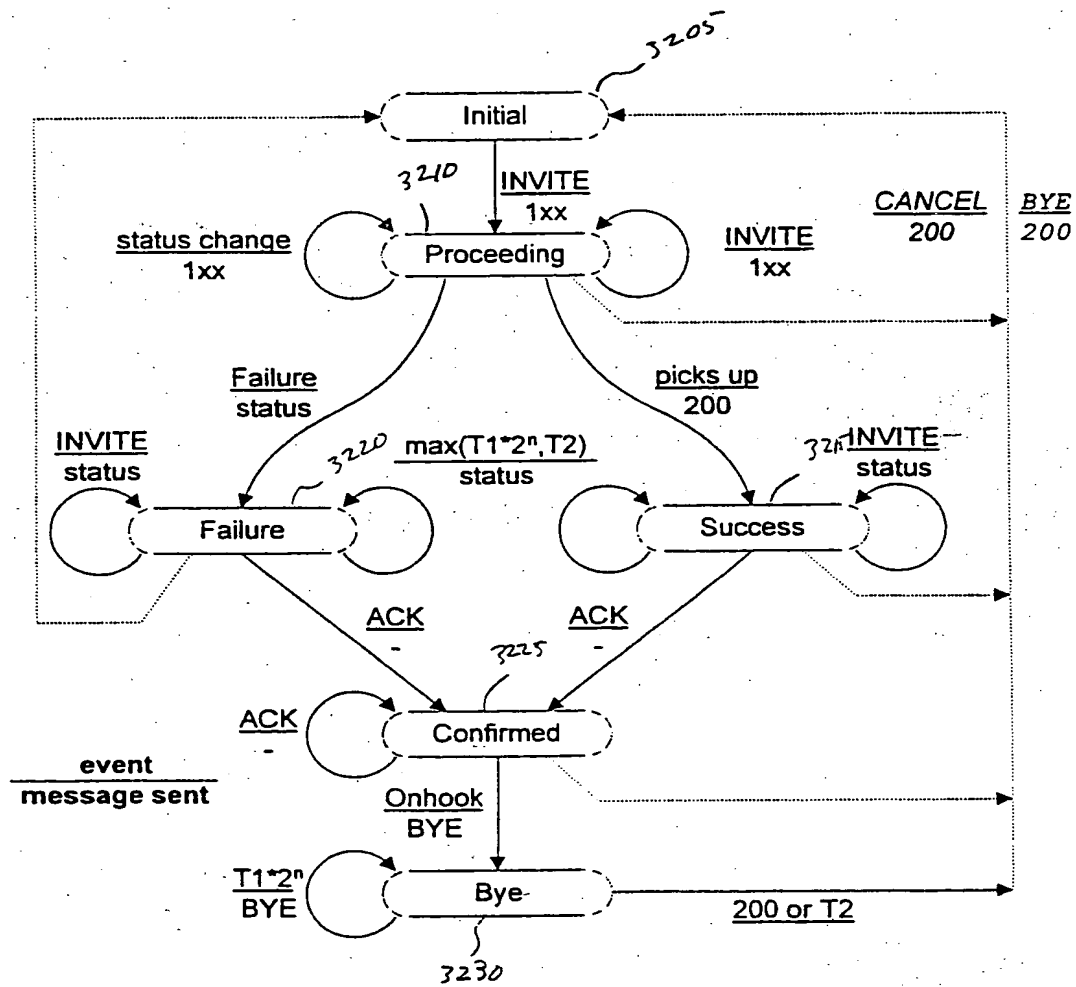 3205
Initial
3210
INVITE
1xx
CANCEL
200
BYE
200
status change
1xx
Proceeding
INVITE
1xx
Failure
status
picks up
200
INVITE
status
3220
max(T1*2ⁿ,T2)
status
INVITE
status
Failure
Success
ACK
-
ACK
-
3225
ACK
-
Confirmed
event
message sent
Onhook
BYE
T1*2ⁿ
BYE
Bye
200 or T2
3230